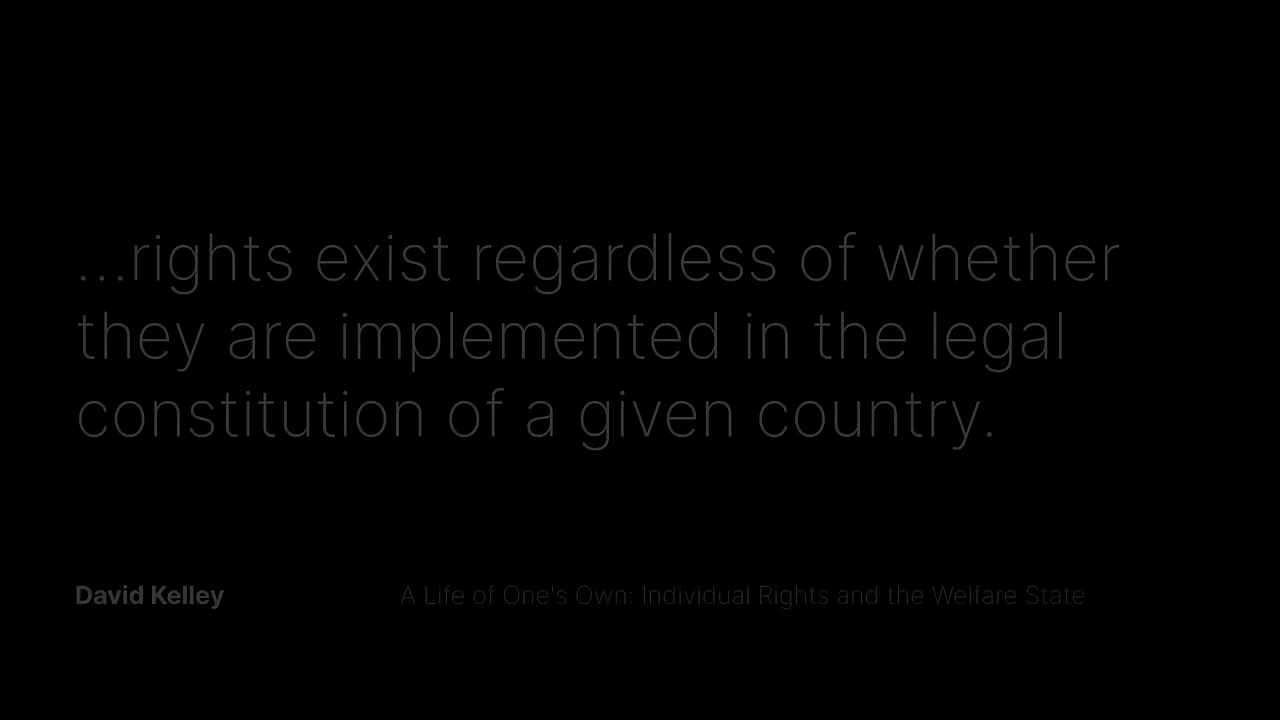 ...rights exist regardless of whether
they are implemented in the legal
constitution of a given country.
David Kelley
A Life of One's Own: Individual Rights and the Welfare State